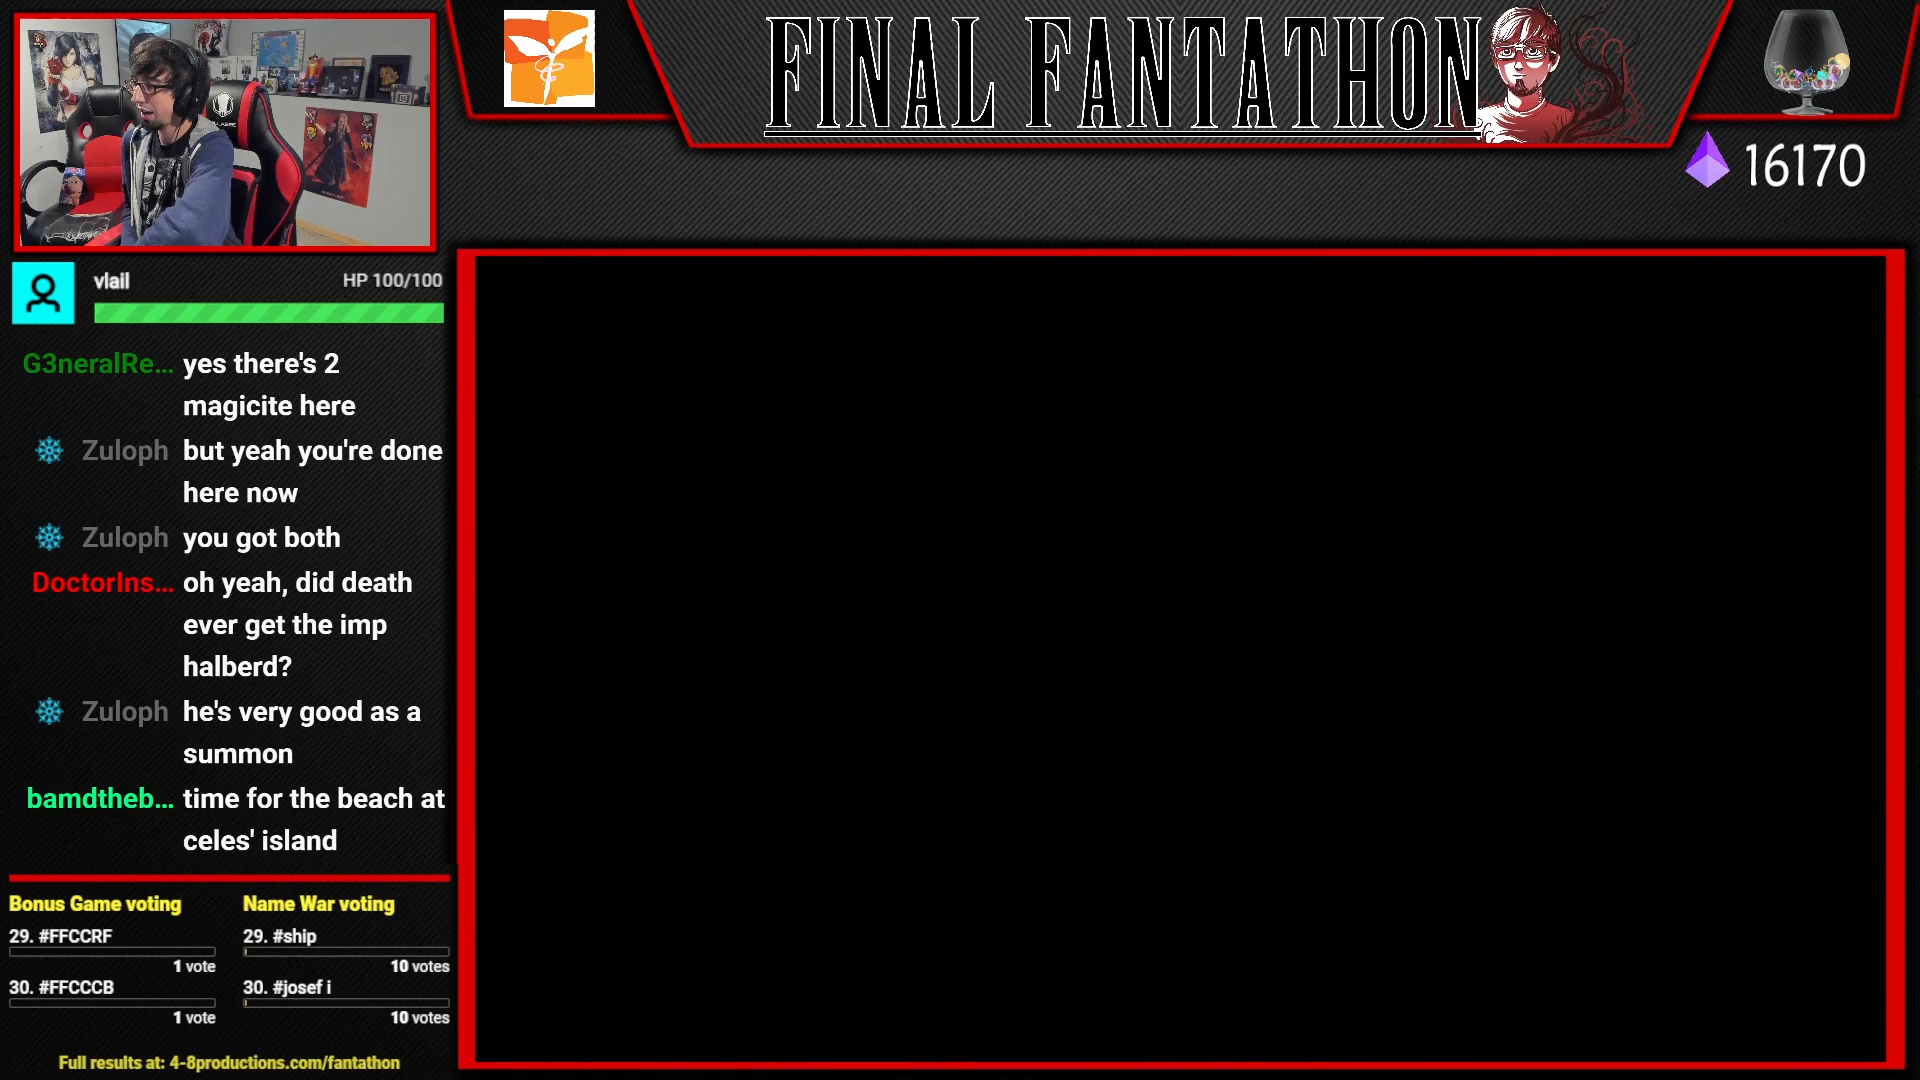 FINAL FANTATHON
16170
vlail
HP 100/100
G3neralRe... yes there's 2
magicite here
Zuloph but yeah you're done
here now
Zuloph you got both
DoctorIns... oh yeah, did death
ever get the imp
halberd?
Zuloph he's very good as a
summon
bamdtheb... time for the beach at
celes' island
Bonus Game voting
29. #FFCCRF
1 vote
30. #FFCCCB
1 vote
Name War voting
29. #ship
10 votes
30. #josef i
10 votes
Full results at: 4-8productions.com/fantathon